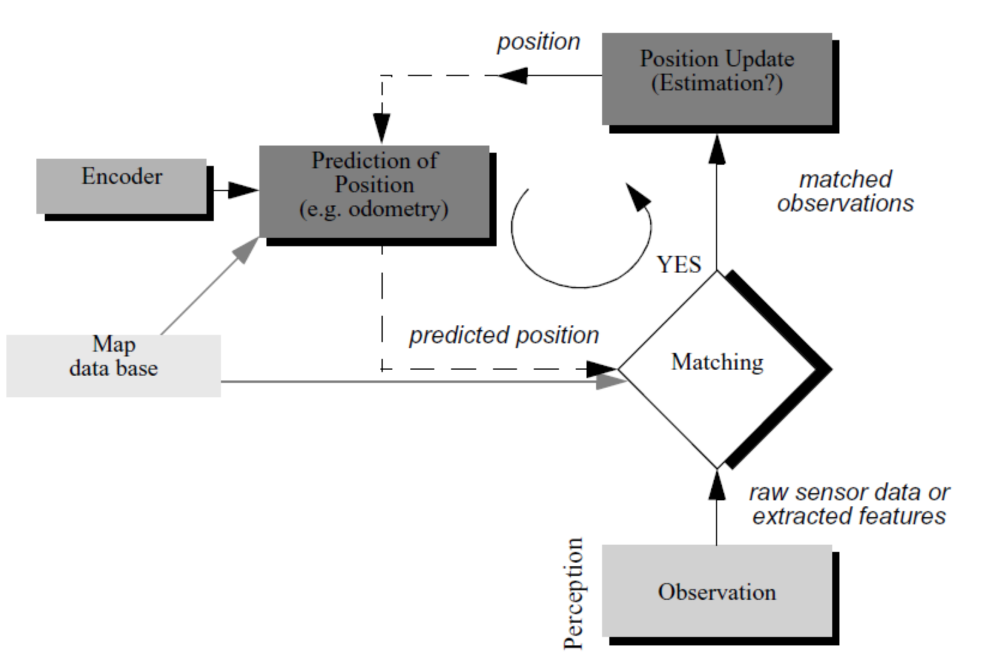 position
Position Update
(Estimation?)
Prediction of
Position
(e.g. odometry)
Encoder
matched
observations
YES
predicted position
Map
data base
Matching
raw sensor data or
extracted features
Perception
Observation